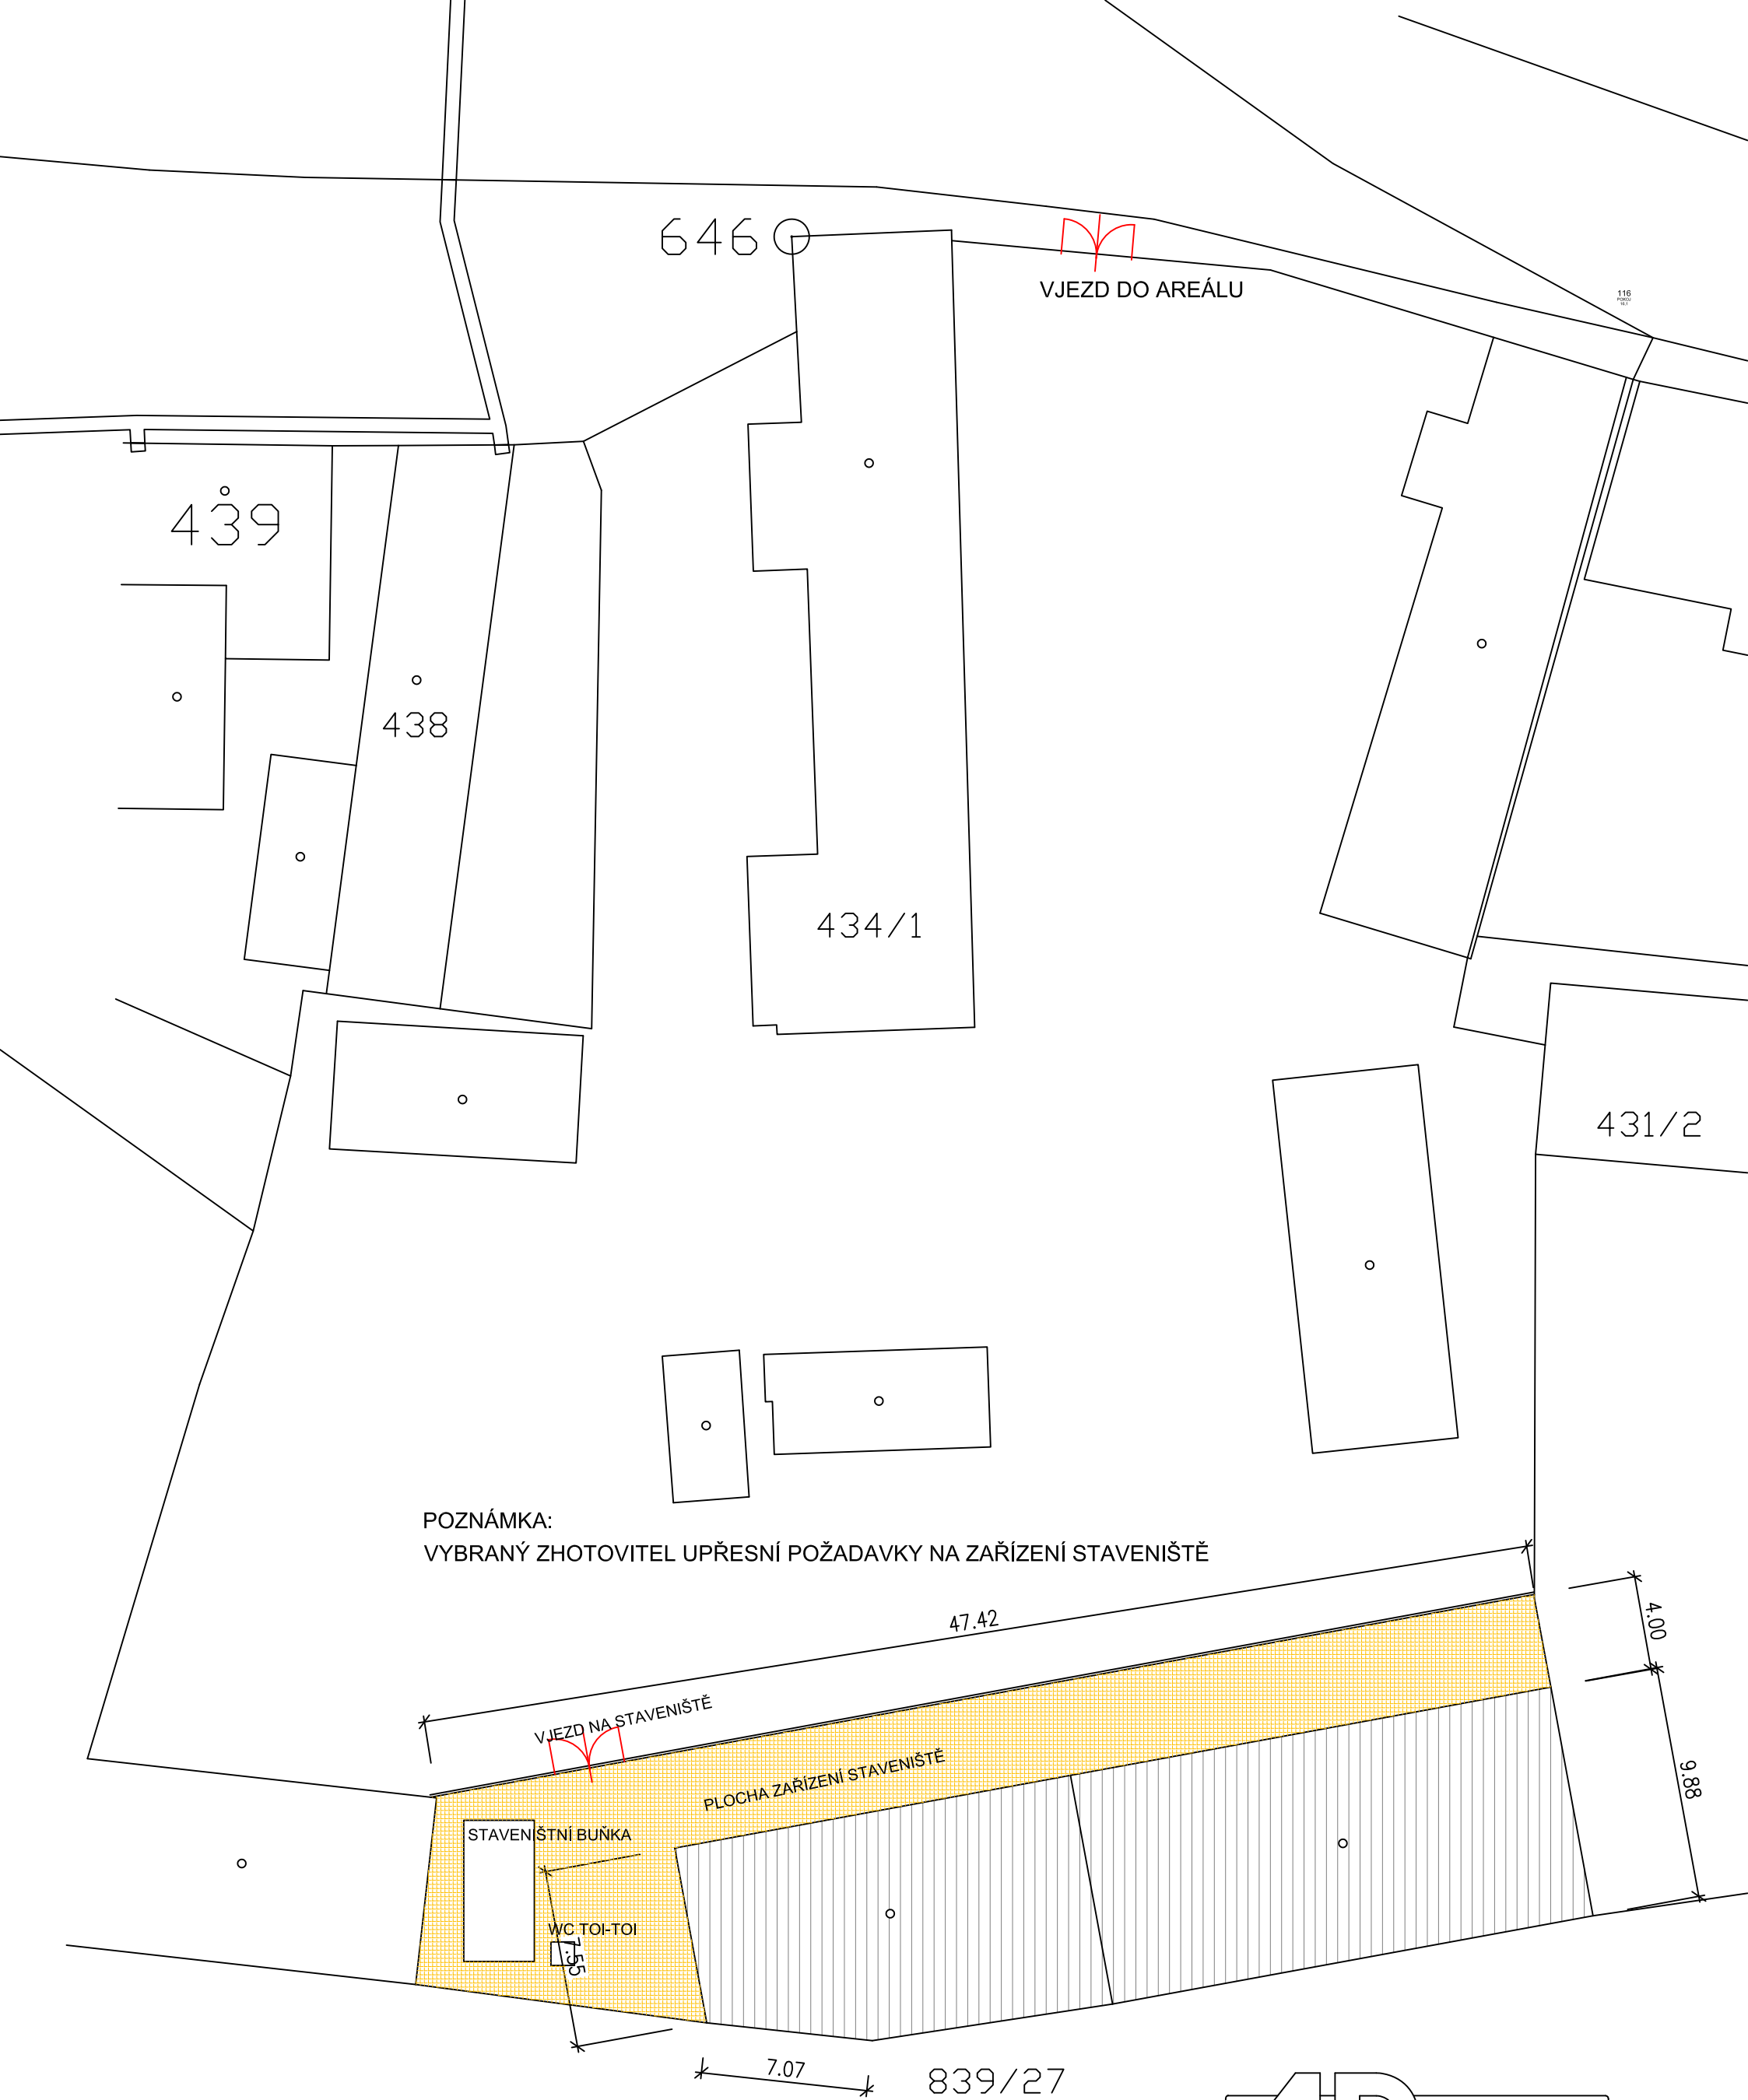 646
VJEZD DO AREÁLU
116
POKOJ
439
438
434/1
431/2
POZNÁMKA:
VYBRANÝ ZHOTOVITEL UPŘESNÍ POŽADAVKY NA ZAŘÍZENÍ STAVENIŠTĚ
47.42
4.00
VJEZD NA STAVENIŠTĚ
PLOCHA ZAŘÍZENÍ STAVENIŠTĚ
9.88
STAVENIŠTNÍ BUŇKA
WC TOI-TOI
7.55
7.07
839/27